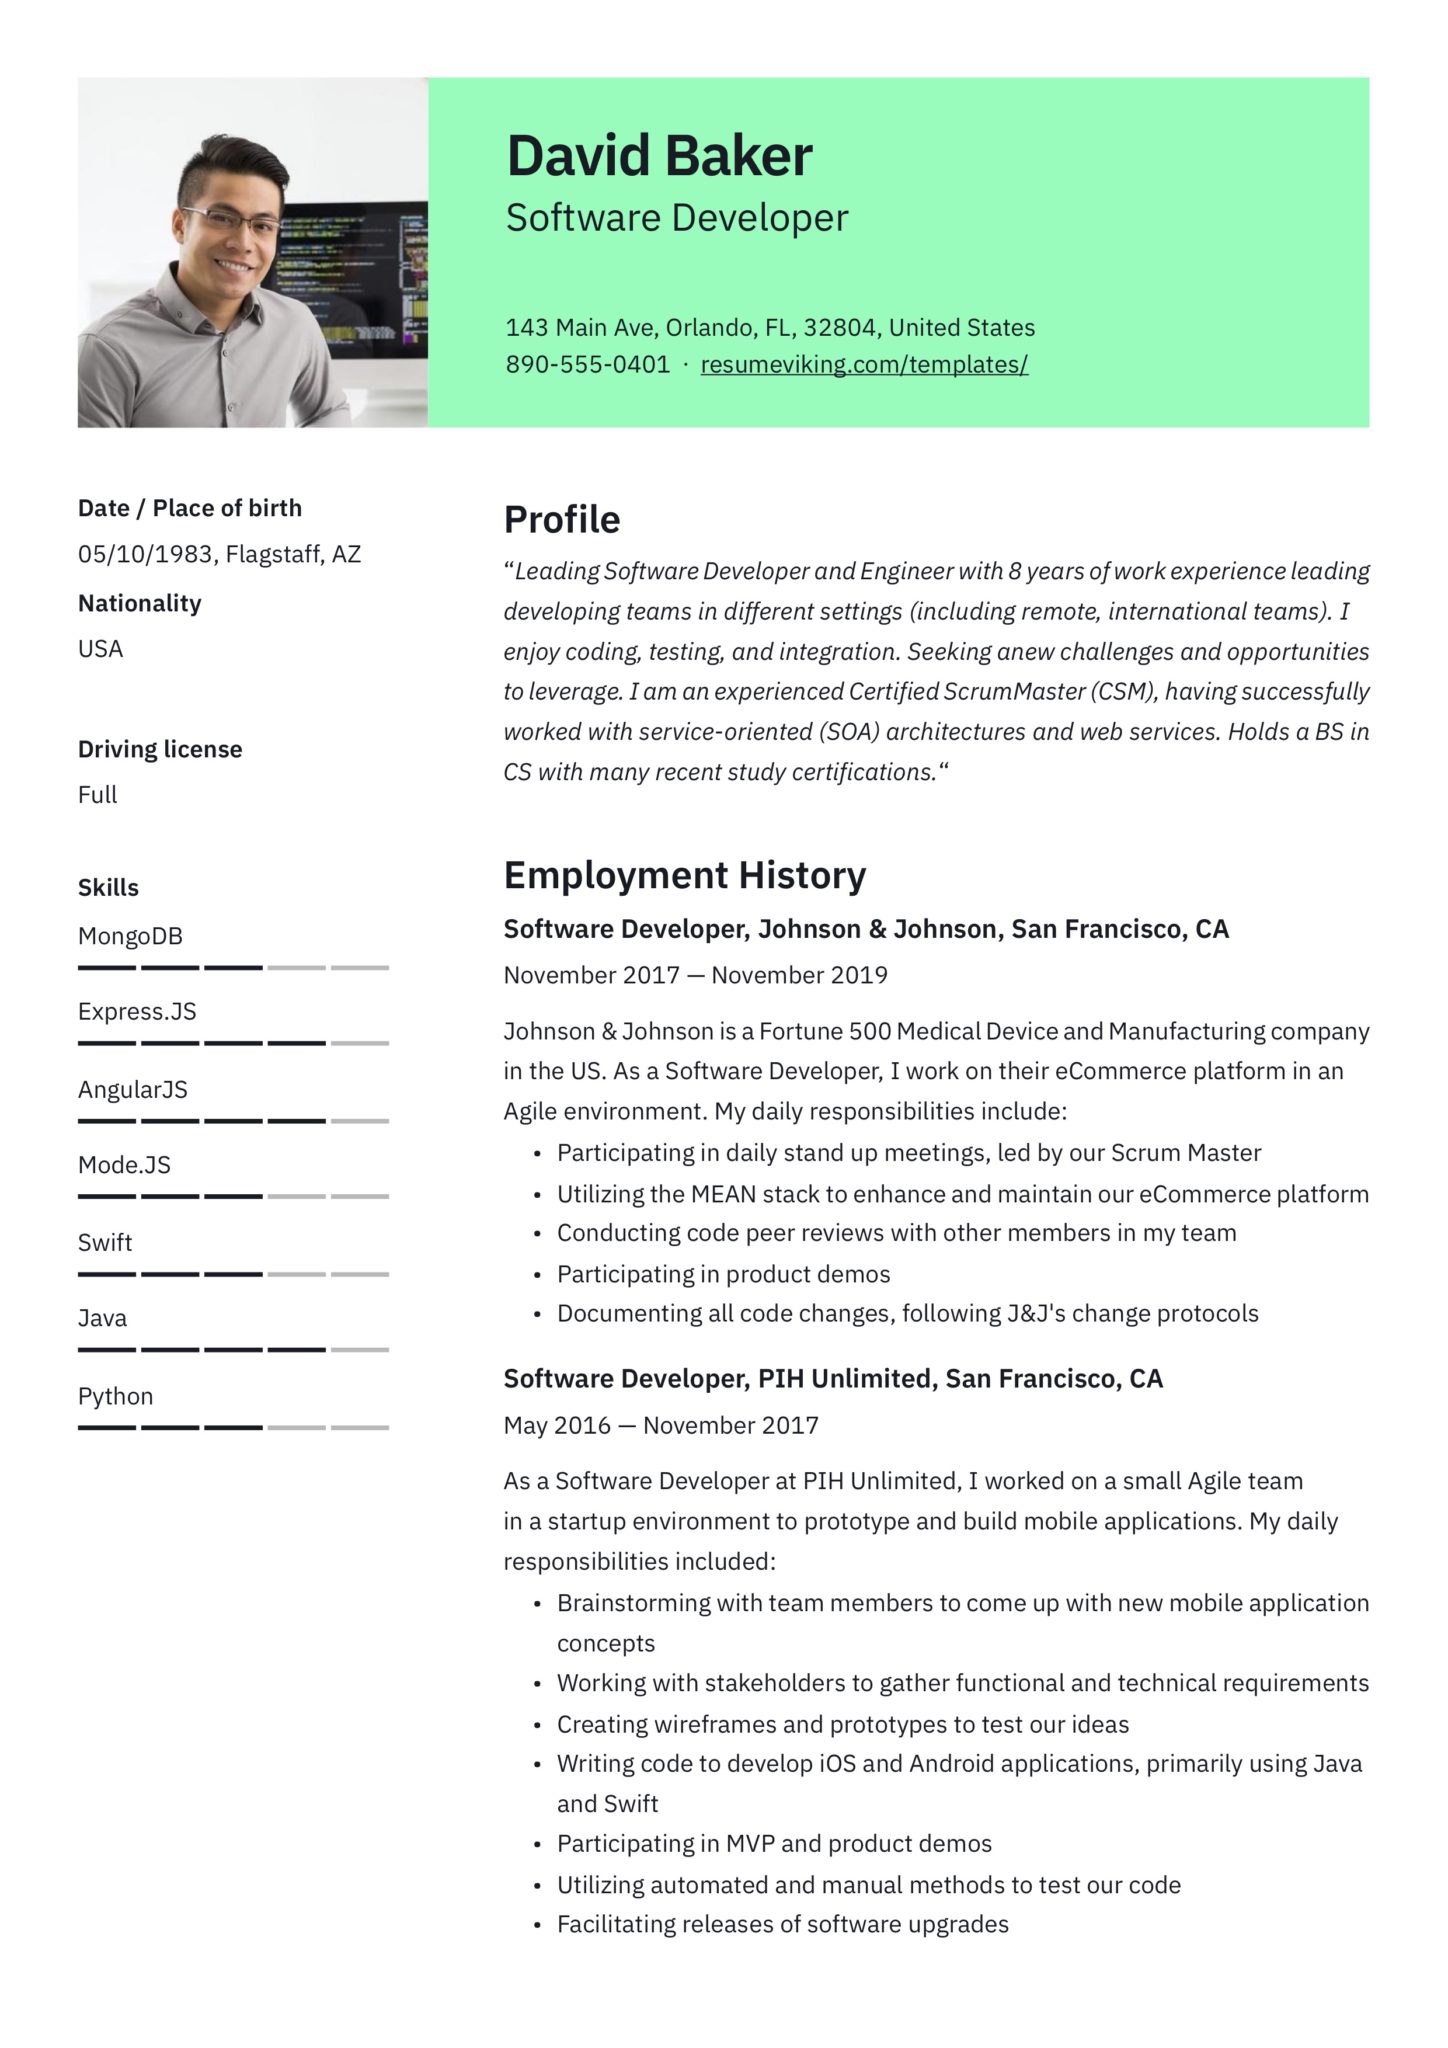 David Baker
Software Developer
143 Main Ave, Orlando, FL, 32804, United States
890-555-0401 · resumeviking.com/templates/
Date / Place of birth
05/10/1983, Flagstaff, AZ
Nationality
USA
Driving license
Full
Skills
MongoDB
Express.JS
AngularJS
Mode.JS
Swift
Java
Python
Profile
“Leading Software Developer and Engineer with 8 years of work experience leading
developing teams in different settings (including remote, international teams). I
enjoy coding, testing, and integration. Seeking anew challenges and opportunities
to leverage. I am an experienced Certified ScrumMaster (CSM), having successfully
worked with service-oriented (SOA) architectures and web services. Holds a BS in
CS with many recent study certifications.“
Employment History
Software Developer, Johnson & Johnson, San Francisco, CA
November 2017 — November 2019
Johnson & Johnson is a Fortune 500 Medical Device and Manufacturing company
in the US. As a Software Developer, I work on their eCommerce platform in an
Agile environment. My daily responsibilities include:
• Participating in daily stand up meetings, led by our Scrum Master
• Utilizing the MEAN stack to enhance and maintain our eCommerce platform
• Conducting code peer reviews with other members in my team
• Participating in product demos
• Documenting all code changes, following J&J's change protocols
Software Developer, PIH Unlimited, San Francisco, CA
May 2016 — November 2017
As a Software Developer at PIH Unlimited, I worked on a small Agile team
in a startup environment to prototype and build mobile applications. My daily
responsibilities included:
• Brainstorming with team members to come up with new mobile application
concepts
• Working with stakeholders to gather functional and technical requirements
• Creating wireframes and prototypes to test our ideas
• Writing code to develop iOS and Android applications, primarily using Java
and Swift
• Participating in MVP and product demos
• Utilizing automated and manual methods to test our code
• Facilitating releases of software upgrades